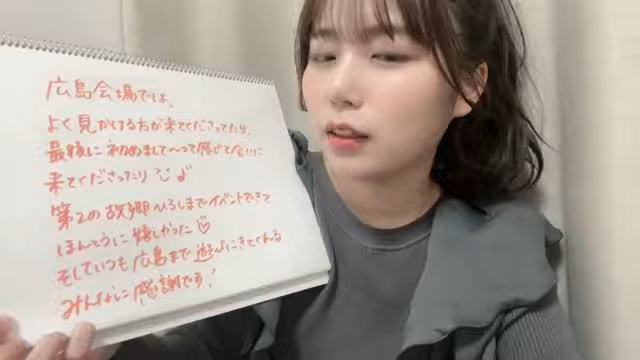 広島会場では、
よく見かける方が来てくださってたり、
最後に初めまして〜って感じで会いに
来てくださったり
第2の故郷ひろしまでイベントできて
ほんとうに嬉しかった♡
そしていつも広島まで遊びにきてくれる
みんなに感謝です!